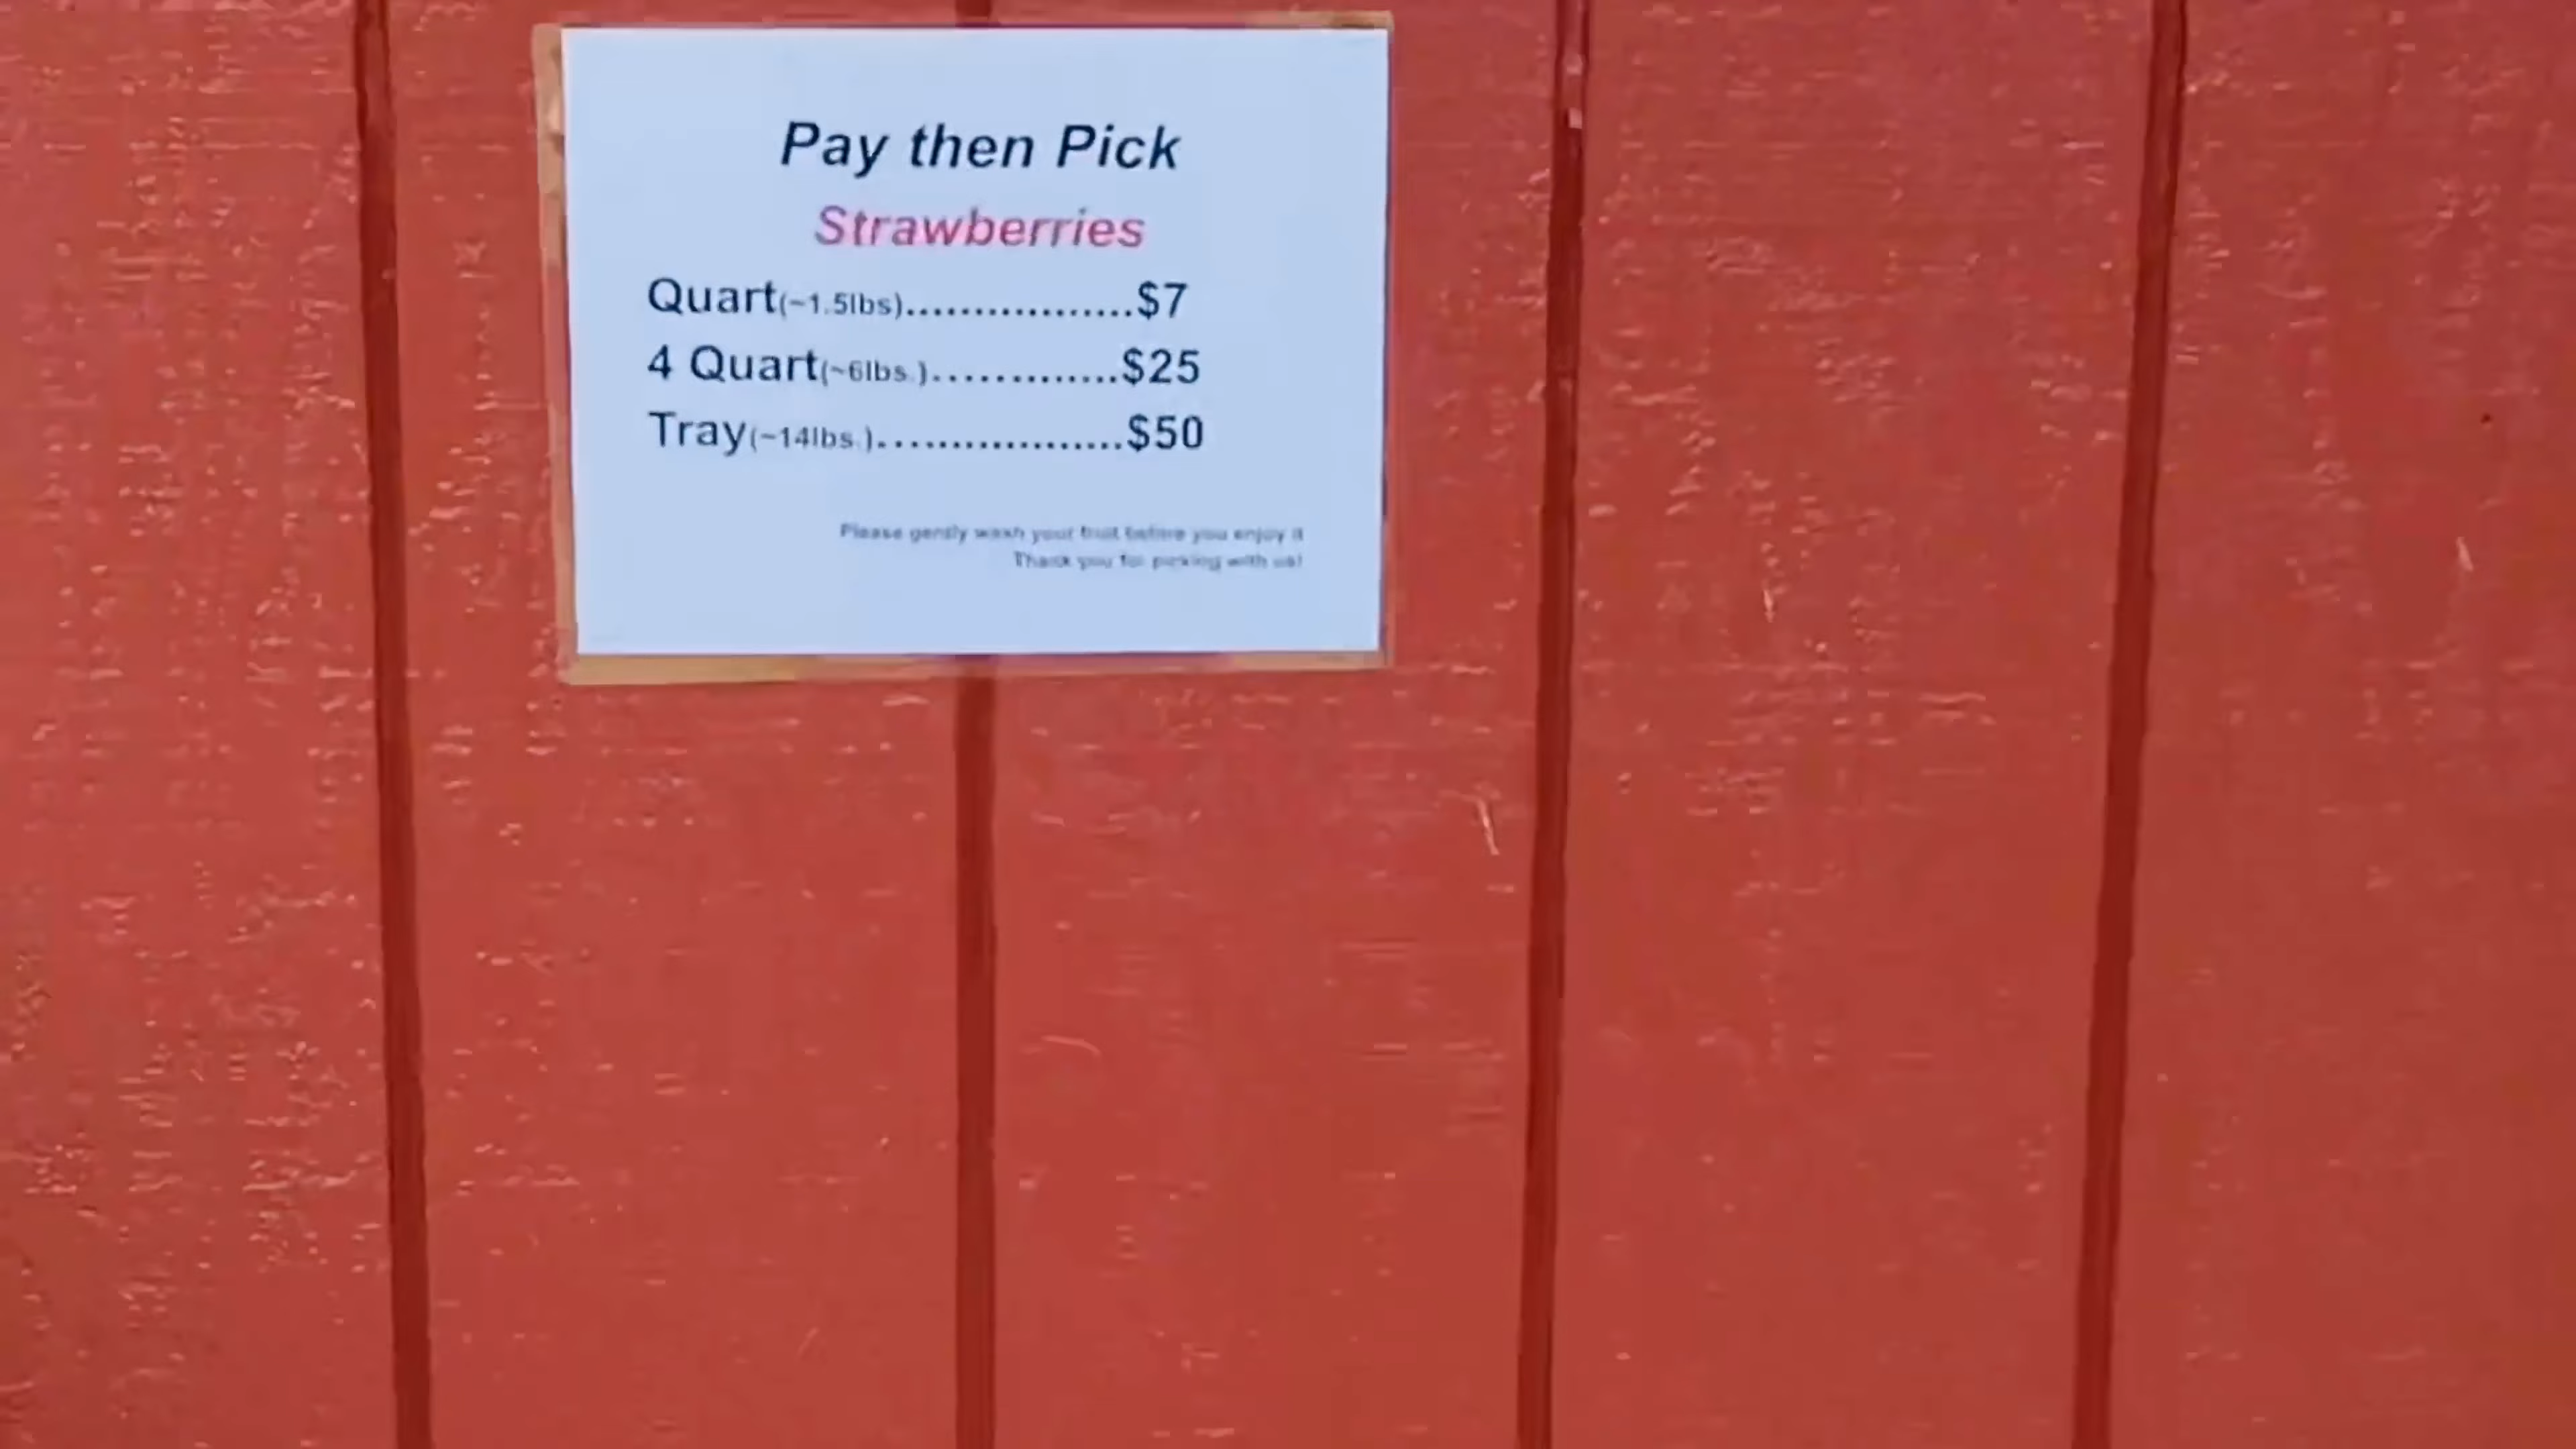 Pay then Pick
Strawberries
Quart(~1.5lbs).................$7
4 Quart(~6lbs.).............$25
Tray(~14lbs.)..................$50
Please gently wash your fruit before you enjoy it
Thank you for picking with us!